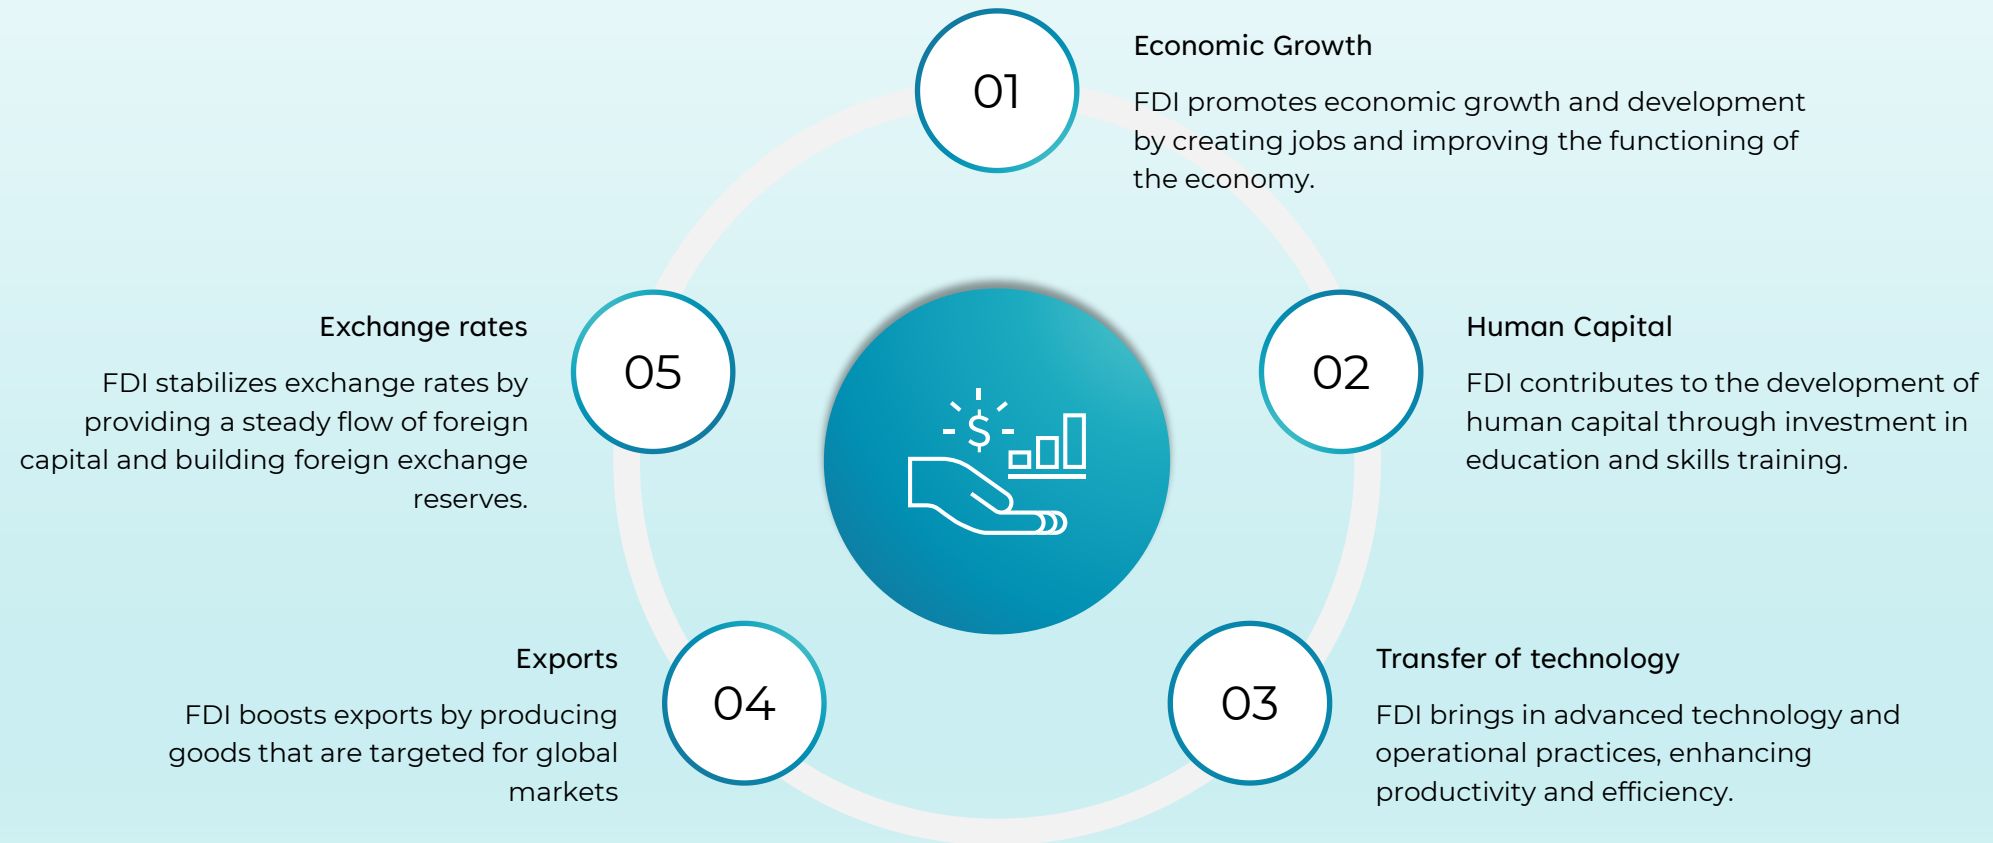 01
Economic Growth
FDI promotes economic growth and development
by creating jobs and improving the functioning of
the economy.
02
Human Capital
FDI contributes to the development of
human capital through investment in
education and skills training.
03
Transfer of technology
FDI brings in advanced technology and
operational practices, enhancing
productivity and efficiency.
04
Exports
FDI boosts exports by producing
goods that are targeted for global
markets
05
Exchange rates
FDI stabilizes exchange rates by
providing a steady flow of foreign
capital and building foreign exchange
reserves.
$